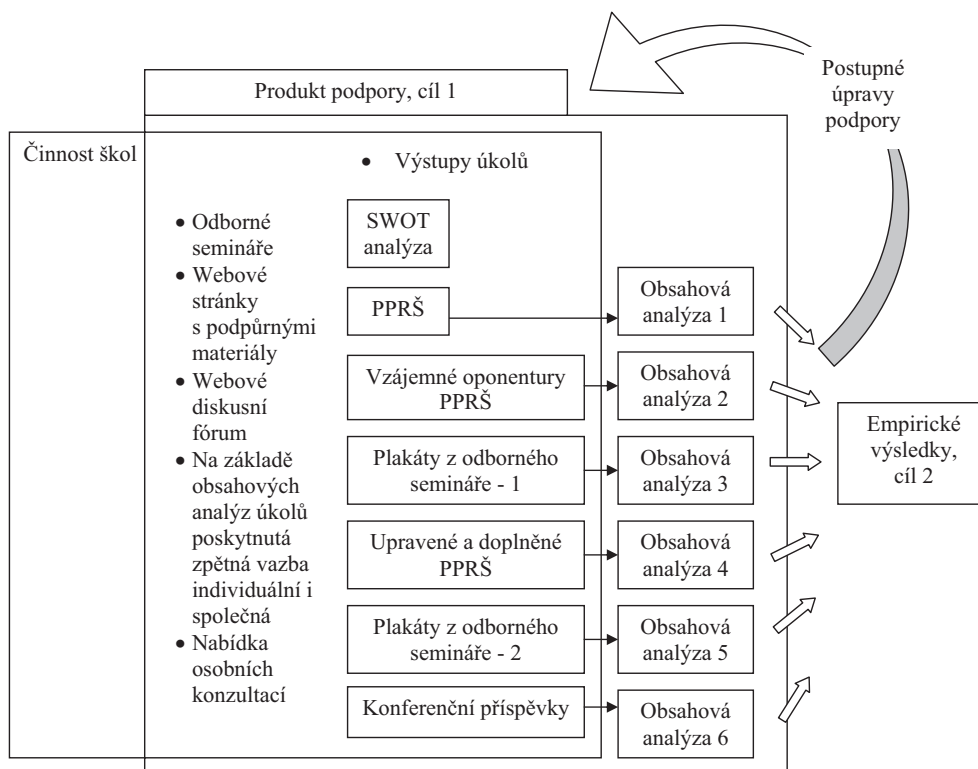 Postupné
úpravy
podpory
Produkt podpory, cíl 1
Činnost škol
• Výstupy úkolů
• Odborné
semináře
• Webové
stránky
s podpůrnými
materiály
• Webové
diskusní
fórum
• Na základě
obsahových
analýz úkolů
poskytnutá
zpětná vazba
individuální i
společná
• Nabídka
osobních
konzultací
SWOT
analýza
PPRŠ
Obsahová
analýza 1
Vzájemné oponentury
PPRŠ
Obsahová
analýza 2
Plakáty z odborného
semináře - 1
Obsahová
analýza 3
Upravené a doplněné
PPRŠ
Obsahová
analýza 4
Plakáty z odborného
semináře - 2
Obsahová
analýza 5
Konferenční příspěvky
Obsahová
analýza 6
Empirické
výsledky,
cíl 2